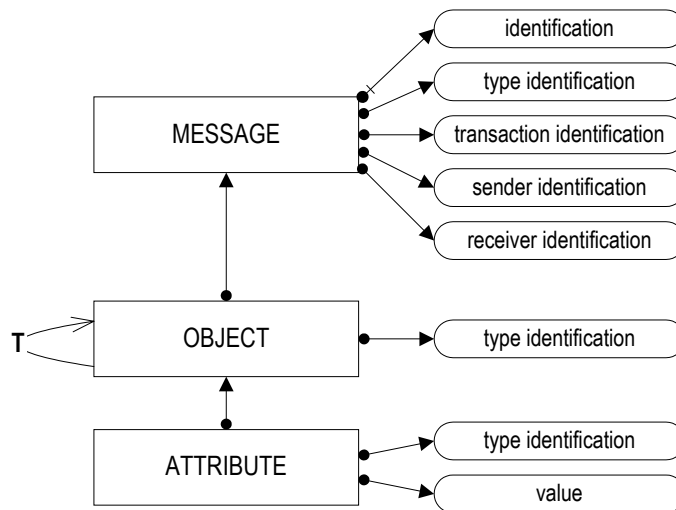 identification
type identification
MESSAGE
transaction identification
sender identification
receiver identification
T
OBJECT
type identification
type identification
ATTRIBUTE
value